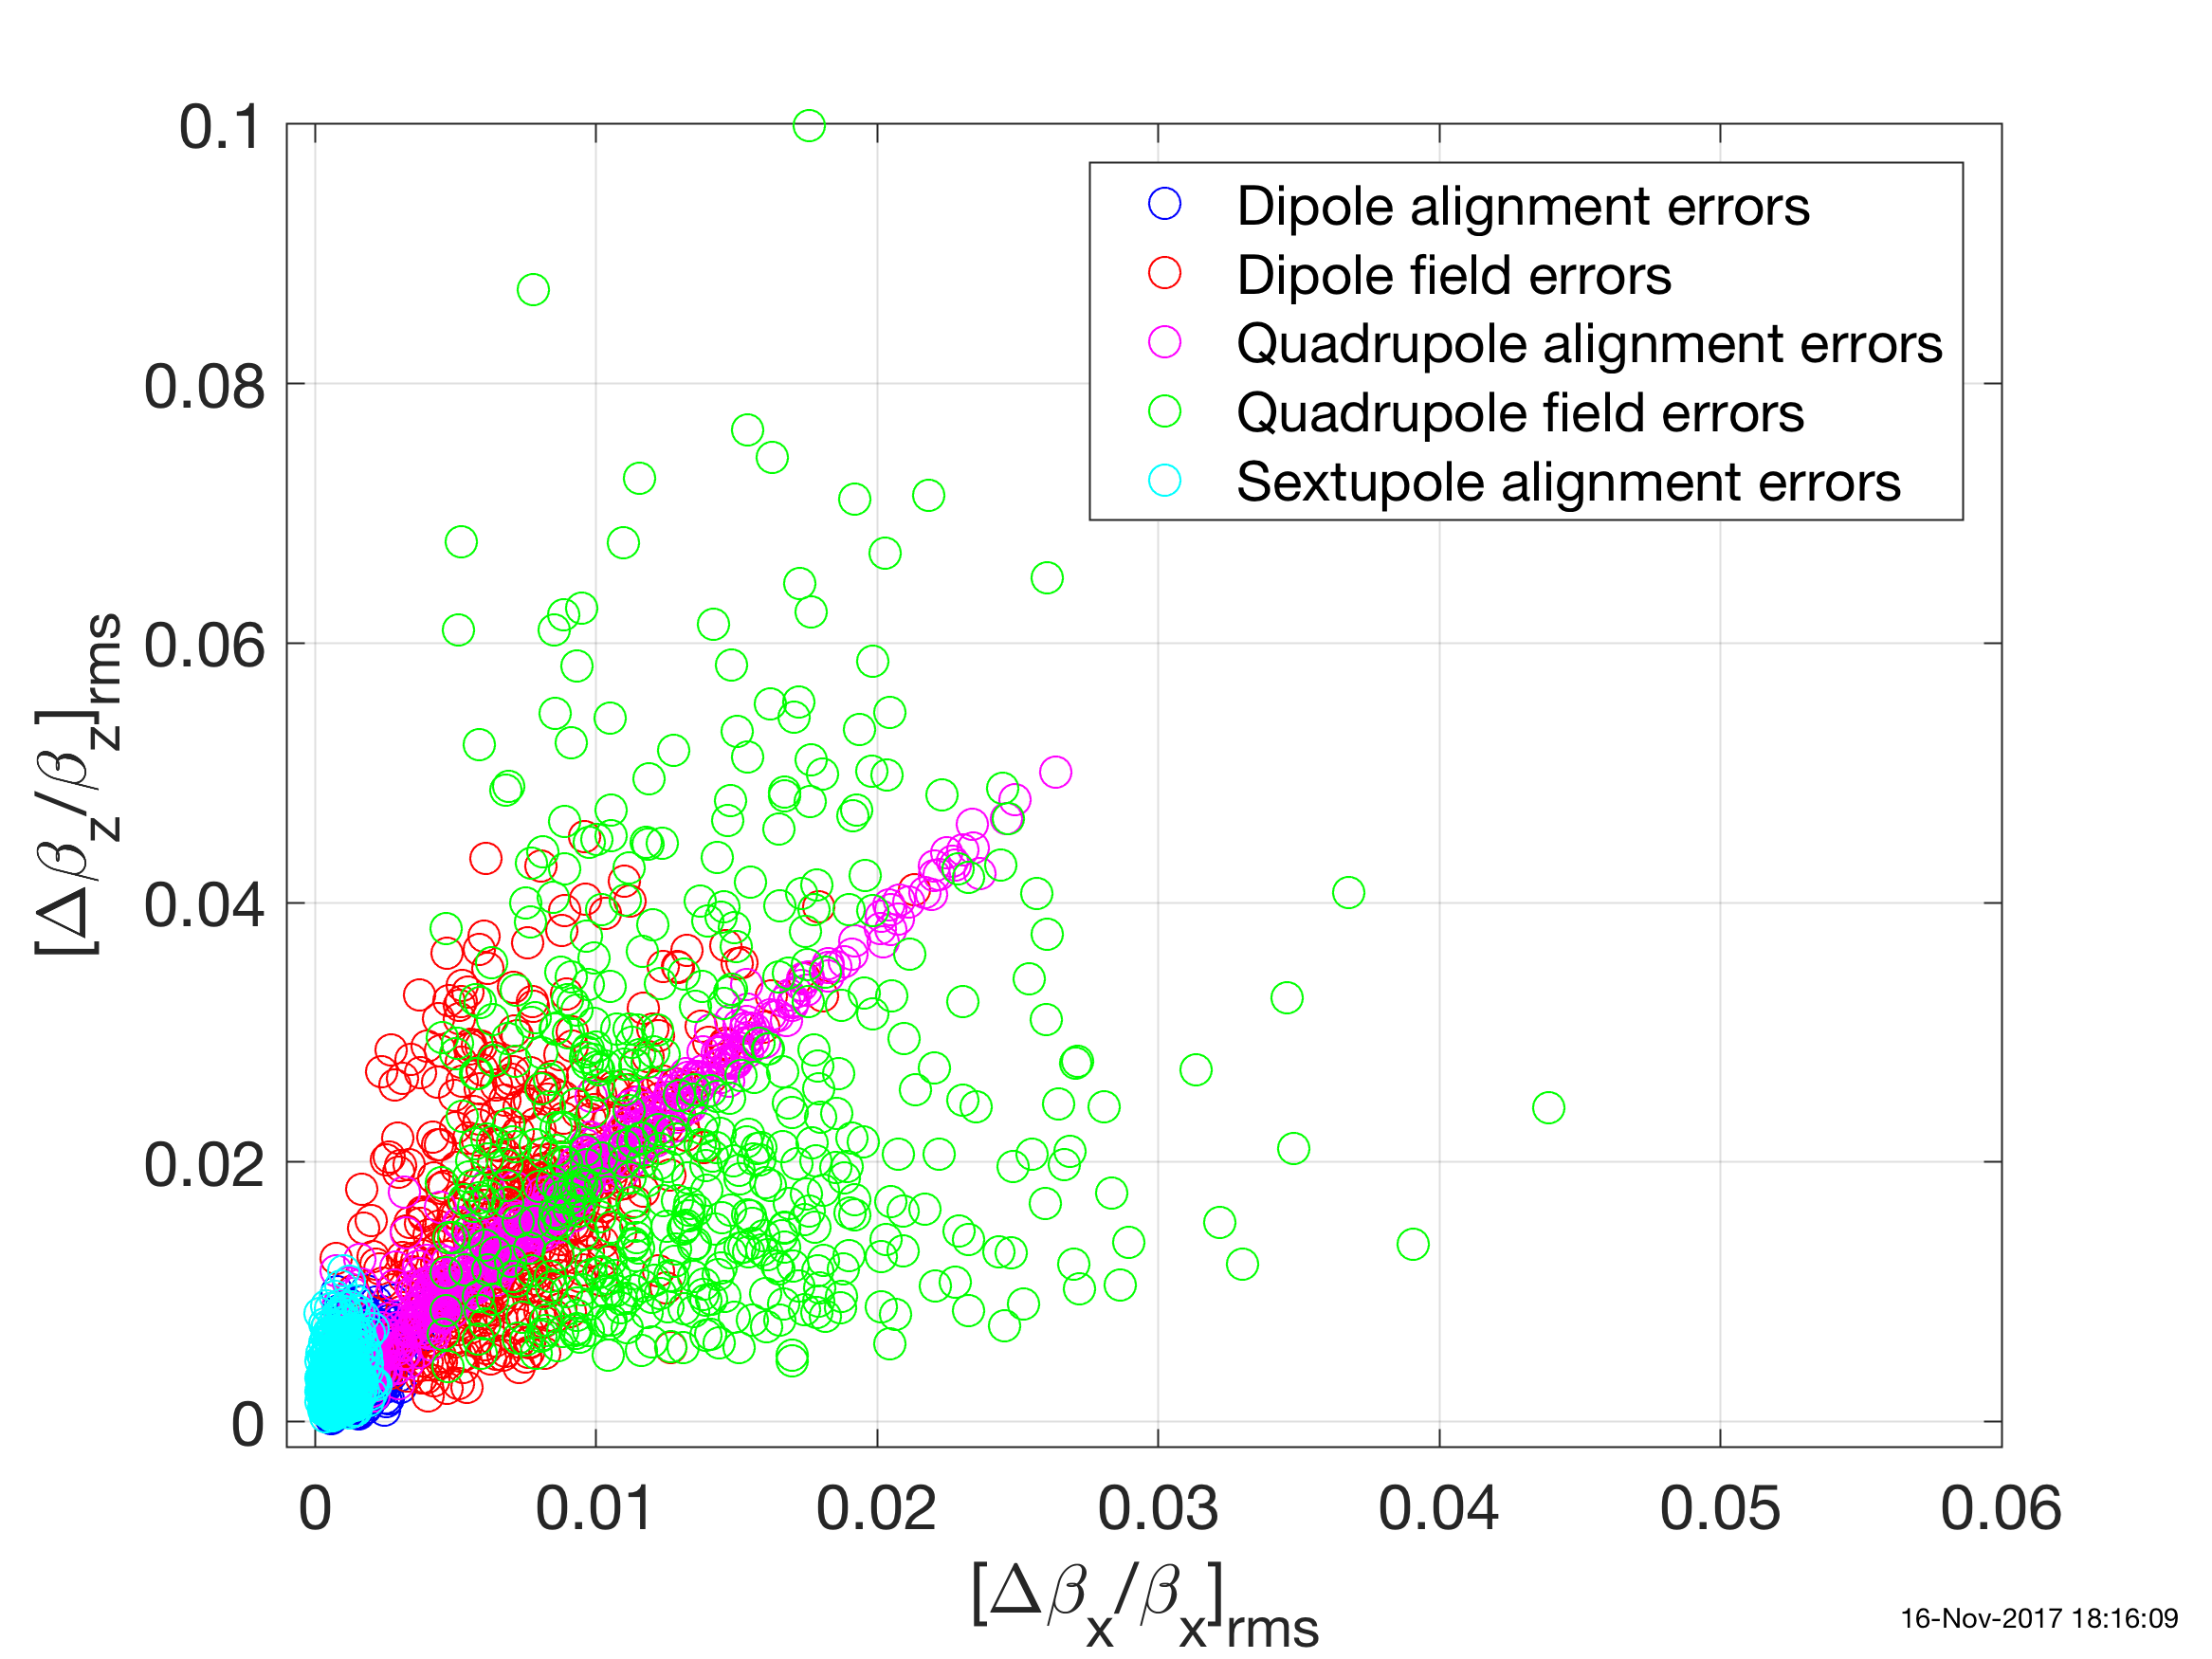 0.1
0.08
0.06
0.04
0.02
0
[Δβz/βz]rms
Dipole alignment errors
Dipole field errors
Quadrupole alignment errors
Quadrupole field errors
Sextupole alignment errors
0 0.01 0.02 0.03 0.04 0.05 0.06
[Δβx/βx]rms
16-Nov-2017 18:16:09